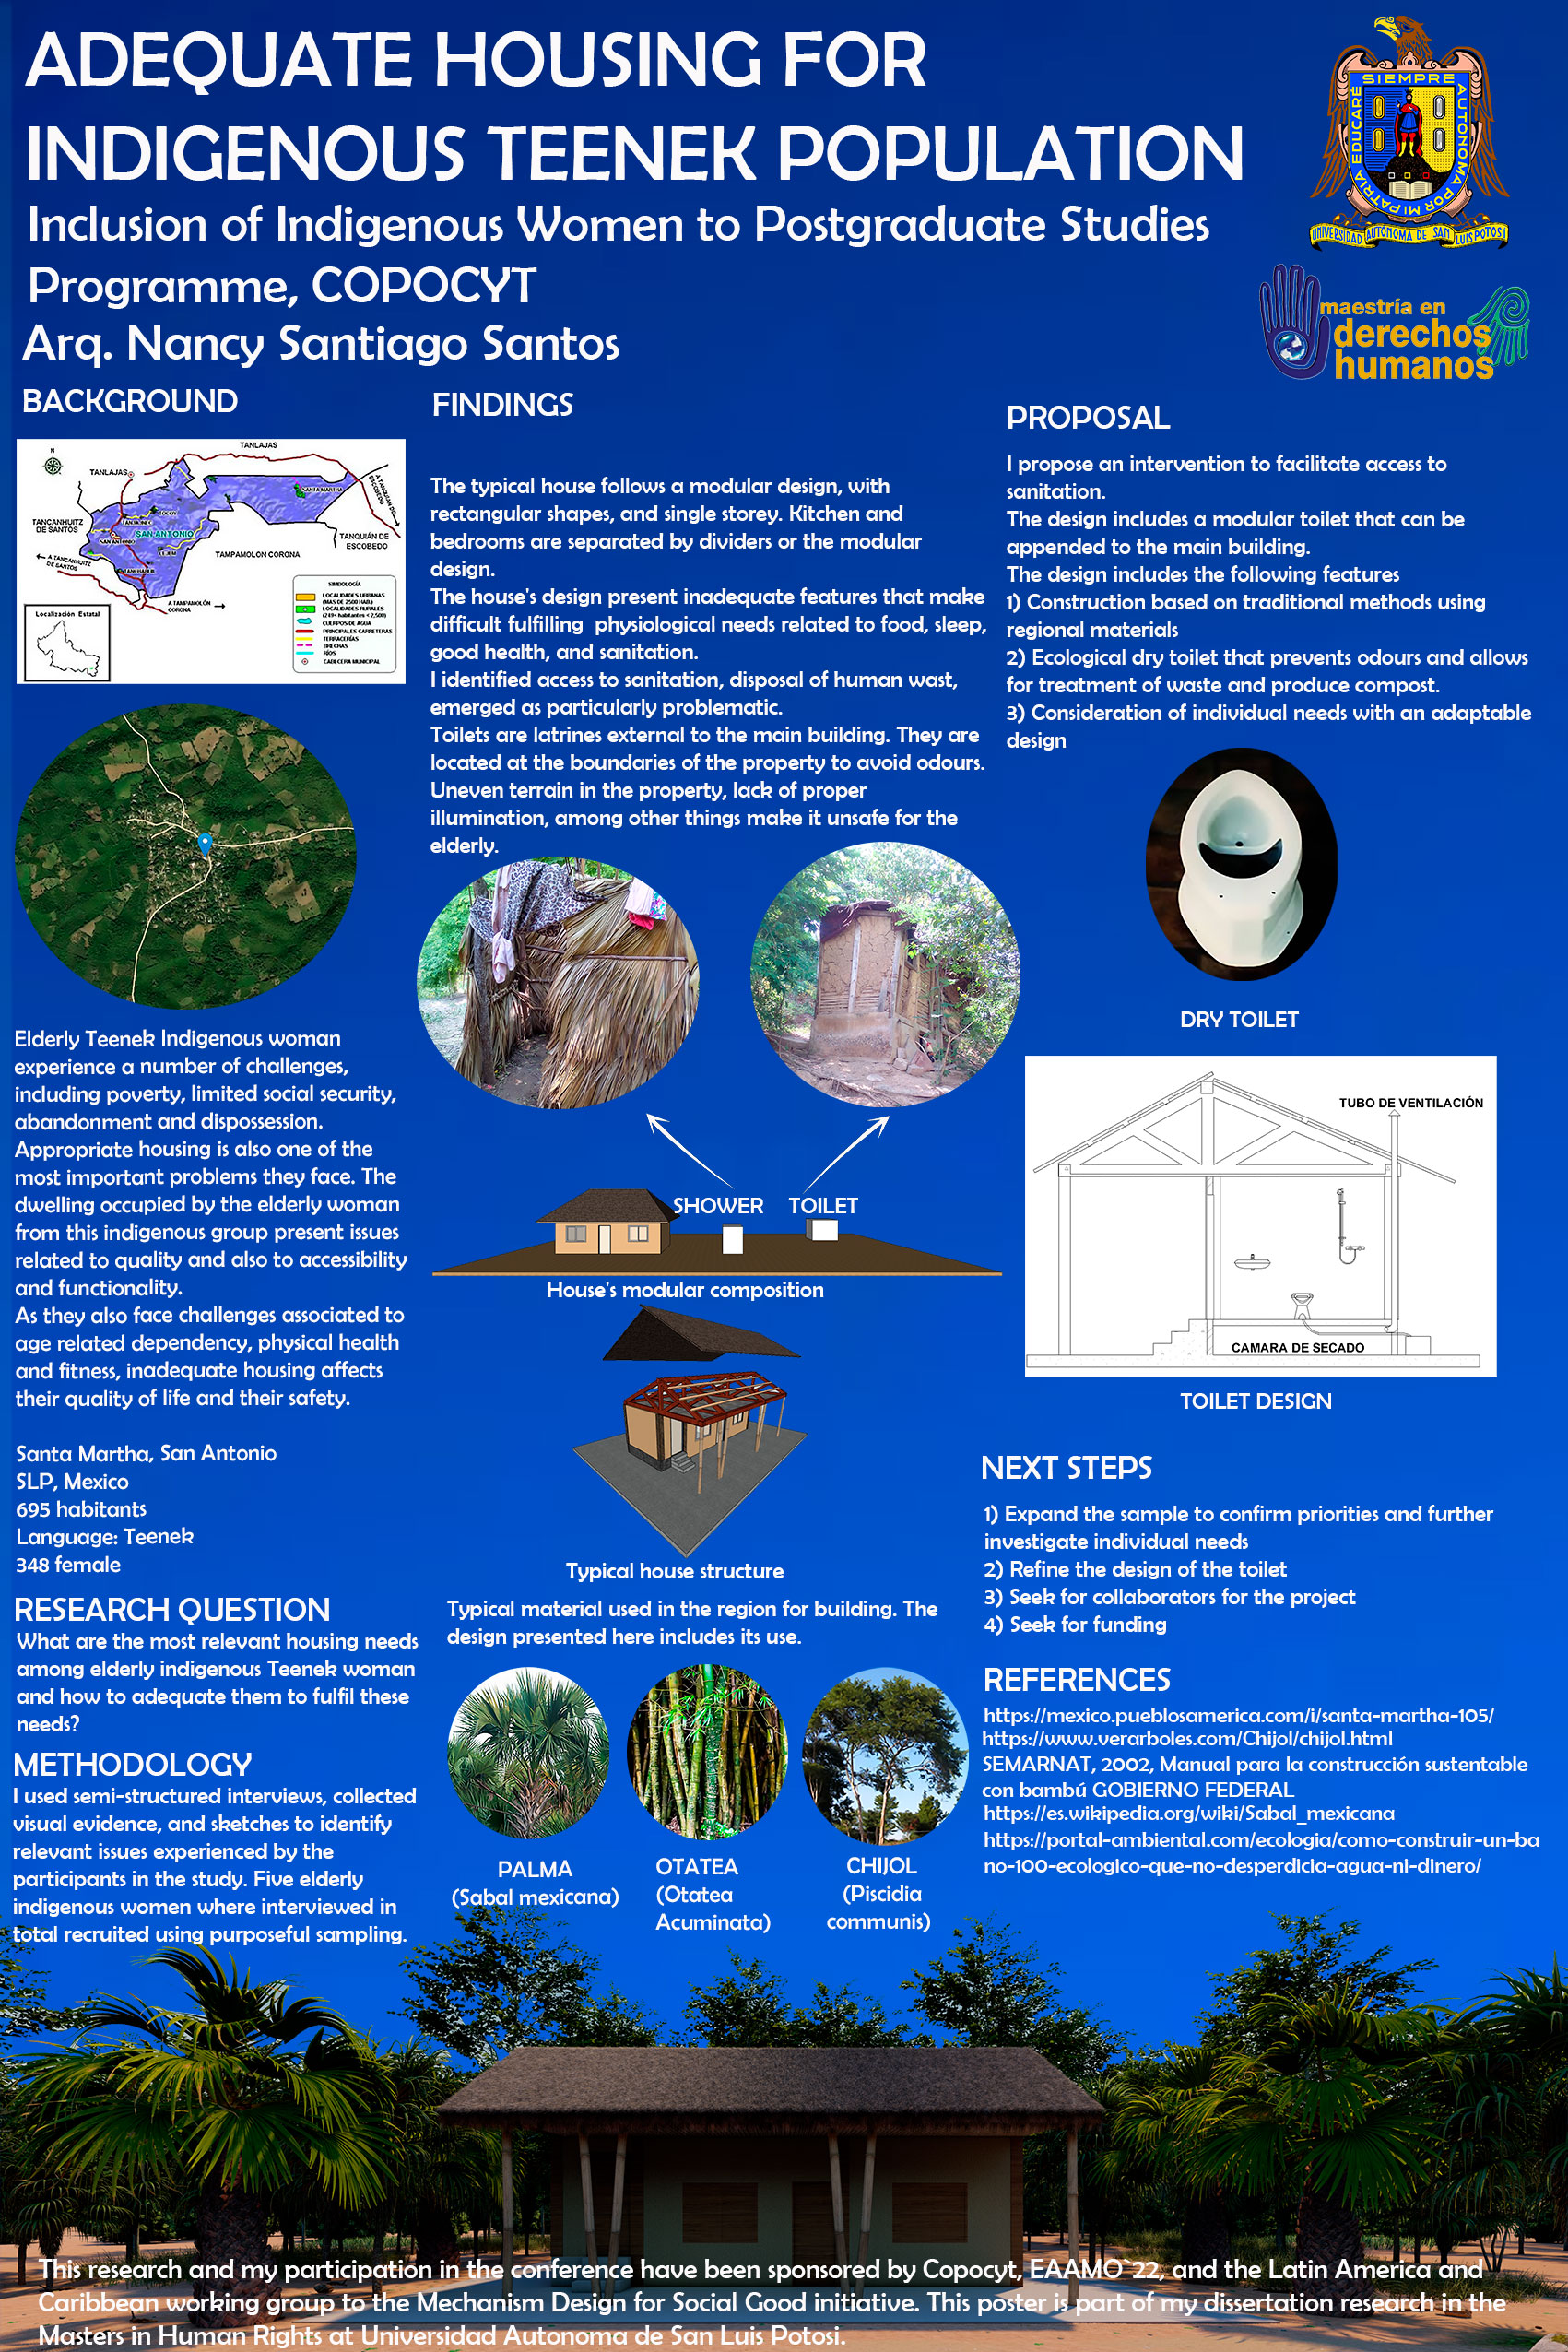 ADEQUATE HOUSING FOR
INDIGENOUS TEENEK POPULATION
Inclusion of Indigenous Women to Postgraduate Studies
Programme, COPOCYT
Arq. Nancy Santiago Santos
SIEMPRE AUTÓNOMA POR MI PATRIA EDUCARÉ
UNIVERSIDAD AUTÓNOMA DE SAN LUIS POTOSI
maestría en
derechos
humanos
BACKGROUND
TANLAJAS
N
TANLAJAS
SANTA MARTHA
A TANQUIAN DE ESCOBEDO
TANCANHUITZ
DE SANTOS
SAN ANTONIO
SAN ANTONIO
TANQUIÁN DE
ESCOBEDO
A TANCANHUITZ
DE SANTOS
TAMPAMOLON CORONA
A TAMPAMOLÓN
CORONA
SIMBOLOGÍA
LOCALIDADES URBANAS
(MAS DE 2500 HAB.)
LOCALIDADES RURALES
CUERPOS DE AGUA
PRINCIPALES CARRETERAS
TERRACERÍAS
BRECHAS
RÍOS
CABECERA MUNICIPAL
Localización Estatal
Elderly Teenek Indigenous woman
experience a number of challenges,
including poverty, limited social security,
abandonment and dispossession.
Appropriate housing is also one of the
most important problems they face. The
dwelling occupied by the elderly woman
from this indigenous group present issues
related to quality and also to accessibility
and functionality.
As they also face challenges associated to
age related dependency, physical health
and fitness, inadequate housing affects
their quality of life and their safety.
Santa Martha, San Antonio
SLP, Mexico
695 habitants
Language: Teenek
348 female
RESEARCH QUESTION
What are the most relevant housing needs
among elderly indigenous Teenek woman
and how to adequate them to fulfil these
needs?
METHODOLOGY
I used semi-structured interviews, collected
visual evidence, and sketches to identify
relevant issues experienced by the
participants in the study. Five elderly
indigenous women where interviewed in
total recruited using purposeful sampling.
FINDINGS
The typical house follows a modular design, with
rectangular shapes, and single storey. Kitchen and
bedrooms are separated by dividers or the modular
design.
The house's design present inadequate features that make
difficult fulfilling physiological needs related to food, sleep,
good health, and sanitation.
I identified access to sanitation, disposal of human wast,
emerged as particularly problematic.
Toilets are latrines external to the main building. They are
located at the boundaries of the property to avoid odours.
Uneven terrain in the property, lack of proper
illumination, among other things make it unsafe for the
elderly.
SHOWER
TOILET
House's modular composition
Typical house structure
Typical material used in the region for building. The
design presented here includes its use.
PALMA
(Sabal mexicana)
OTATEA
(Otatea
Acuminata)
CHIJOL
(Piscidia
communis)
PROPOSAL
I propose an intervention to facilitate access to
sanitation.
The design includes a modular toilet that can be
appended to the main building.
The design includes the following features
1) Construction based on traditional methods using
regional materials
2) Ecological dry toilet that prevents odours and allows
for treatment of waste and produce compost.
3) Consideration of individual needs with an adaptable
design
DRY TOILET
TUBO DE VENTILACIÓN
CAMARA DE SECADO
TOILET DESIGN
NEXT STEPS
1) Expand the sample to confirm priorities and further
investigate individual needs
2) Refine the design of the toilet
3) Seek for collaborators for the project
4) Seek for funding
REFERENCES
https://mexico.pueblosamerica.com/i/santa-martha-105/
https://www.verarboles.com/Chijol/chijol.html
SEMARNAT, 2002, Manual para la construcción sustentable
con bambú GOBIERNO FEDERAL
https://es.wikipedia.org/wiki/Sabal_mexicana
https://portal-ambiental.com/ecologia/como-construir-un-ba
no-100-ecologico-que-no-desperdicia-agua-ni-dinero/
This research and my participation in the conference have been sponsored by Copocyt, EAAMO`22, and the Latin America and
Caribbean working group to the Mechanism Design for Social Good initiative. This poster is part of my dissertation research in the
Masters in Human Rights at Universidad Autonoma de San Luis Potosi.